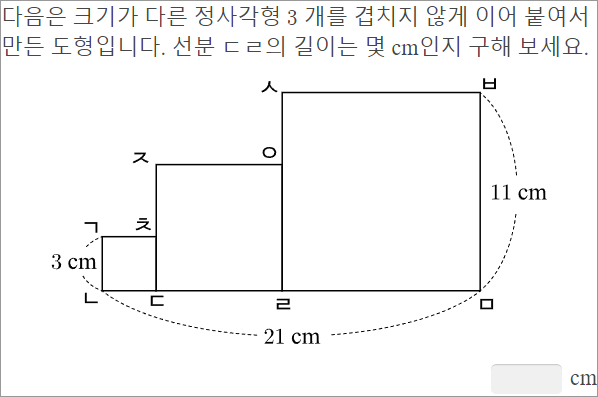 다음은 크기가 다른 정사각형 3 개를 겹치지 않게 이어 붙여서
만든 도형입니다. 선분 ㄷㄹ의 길이는 몇 cm인지 구해 보세요.
ㅅ
ㅂ
ㅈ
ㅇ
11 cm
ㄱ
ㅊ
3 cm
ㄴ
ㄷ
ㄹ
ㅁ
21 cm
cm